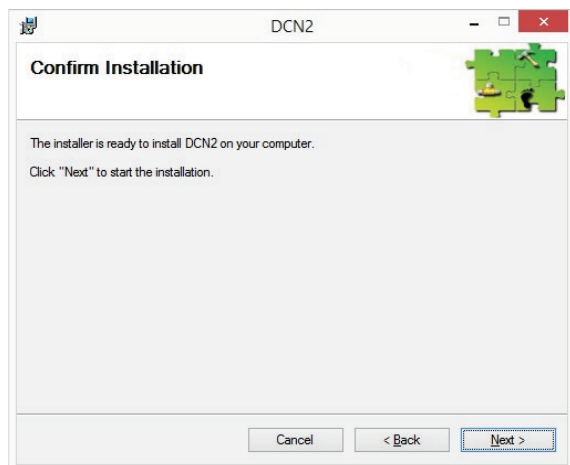 DCN2
Confirm Installation
The installer is ready to install DCN2 on your computer.
Click "Next" to start the installation.
Cancel
< Back
Next >